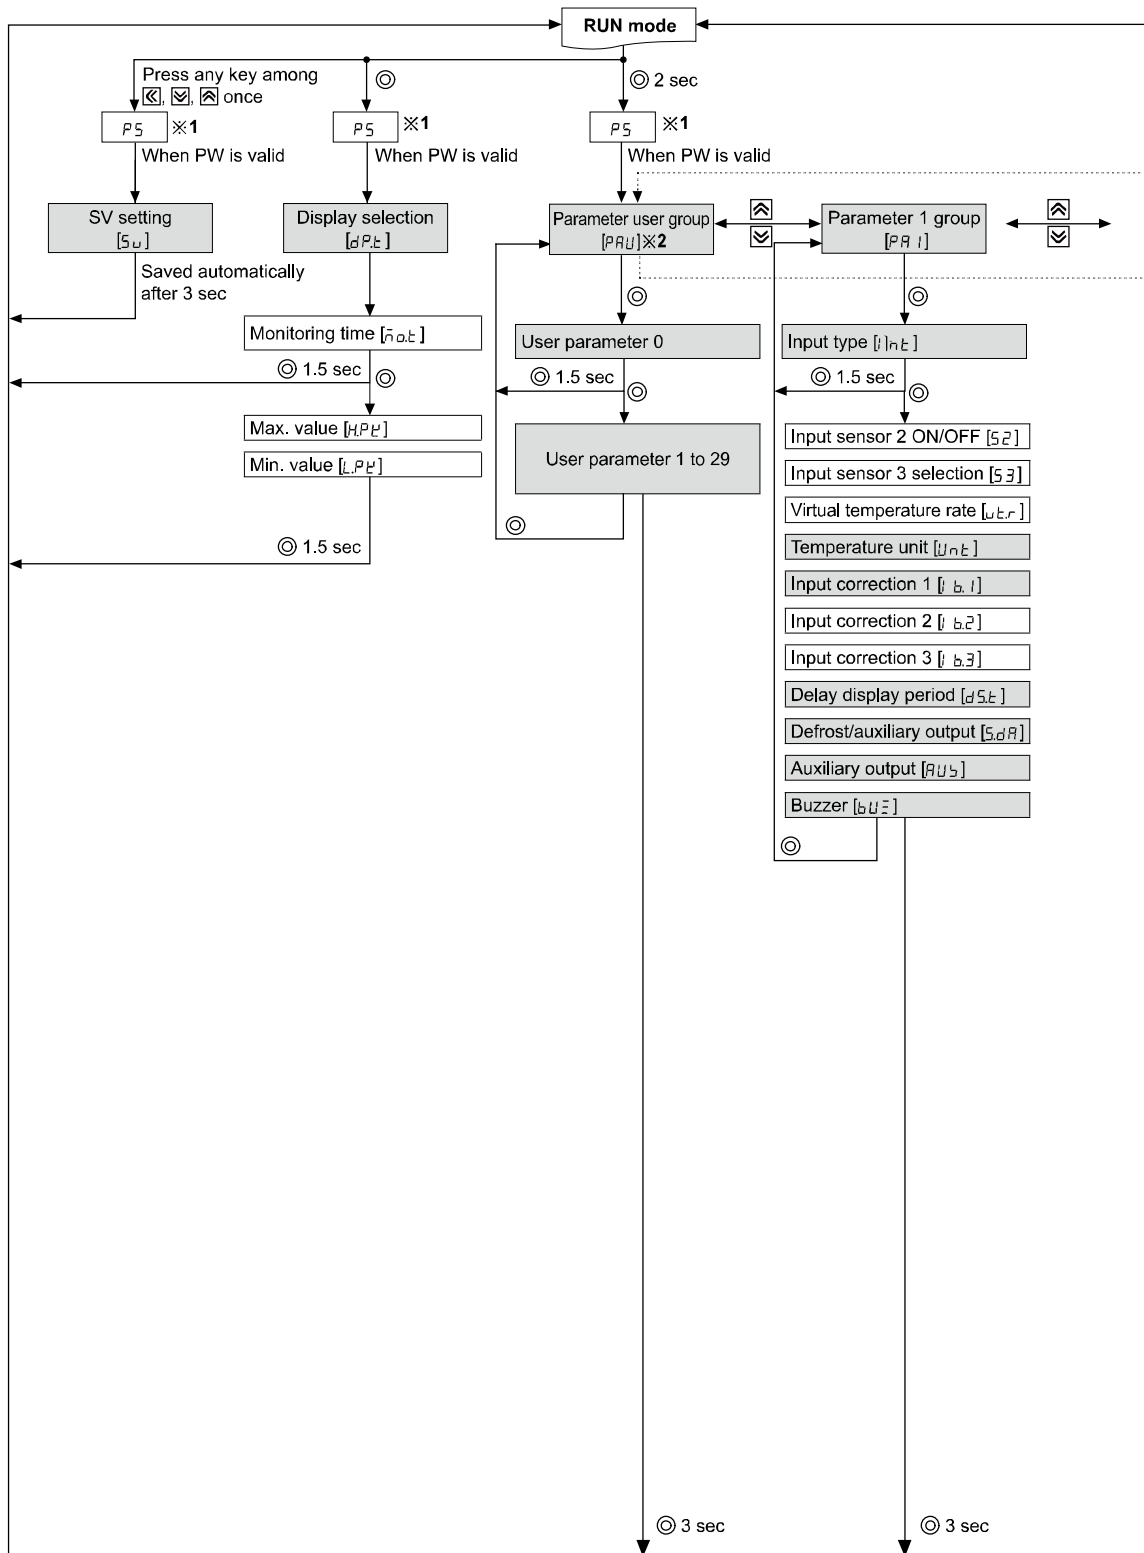 RUN mode
Press any key among
, , once
◎
◎ 2 sec
PS ※1
PS ※1
PS ※1
When PW is valid
When PW is valid
When PW is valid
SV setting
[Su]
Display selection
[dP.t]
Parameter user group
[PAU]※2
Parameter 1 group
[PA1]
Saved automatically
after 3 sec
◎
◎
Monitoring time [ño.t]
User parameter 0
Input type [Int]
◎ 1.5 sec
◎
◎ 1.5 sec
◎
◎ 1.5 sec
◎
Max. value [H.PK]
Min. value [L.PK]
User parameter 1 to 29
Input sensor 2 ON/OFF [S2]
Input sensor 3 selection [S3]
Virtual temperature rate [ut.r]
Temperature unit [Unt]
Input correction 1 [Ib.1]
Input correction 2 [Ib.2]
Input correction 3 [Ib.3]
Delay display period [dS.t]
Defrost/auxiliary output [S.dA]
Auxiliary output [AUS]
Buzzer [bUZ]
◎
◎ 1.5 sec
◎
◎ 3 sec
◎ 3 sec